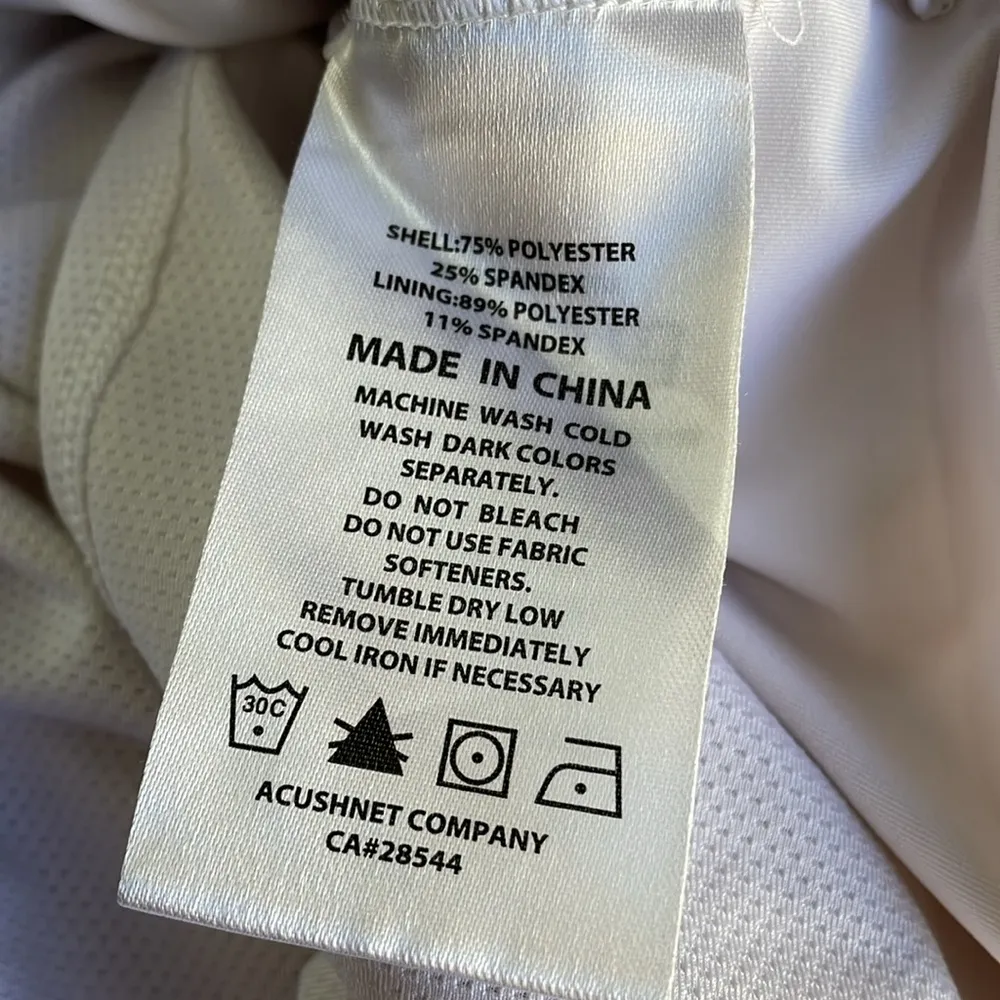 SHELL:75% POLYESTER
25% SPANDEX
LINING:89% POLYESTER
11% SPANDEX
MADE IN CHINA
MACHINE WASH COLD
WASH DARK COLORS
SEPARATELY.
DO NOT BLEACH
DO NOT USE FABRIC
SOFTENERS.
TUMBLE DRY LOW
REMOVE IMMEDIATELY
COOL IRON IF NECESSARY
30C
ACUSHNET COMPANY
CA#28544